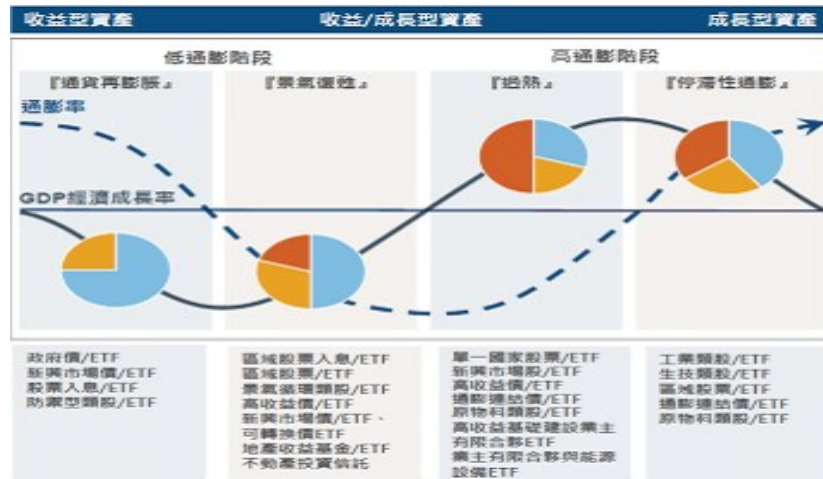 收益型資產
收益/成長型資產
成長型資產
低通膨階段
高通膨階段
『通貨再膨脹』
『景氣復甦』
『過熱』
『停滯性通膨』
通膨率
GDP經濟成長率
政府債/ETF
新興市場債/ETF
股票入息/ETF
防禦型類股/ETF
區域股票入息/ETF
區域股票/ETF
景氣循環類股/ETF
高收益債/ETF
新興市場債/ETF、
可轉換債ETF
地產收益基金/ETF
不動產投資信託
單一國家股票/ETF
新興市場股/ETF
高收益債/ETF
通膨連結債/ETF
原物料類股/ETF
高收益基礎建設業主
有限合夥ETF
業主有限合夥與能源
設備ETF
工業類股/ETF
生技類股/ETF
區域股票/ETF
通膨連結債/ETF
原物料類股/ETF